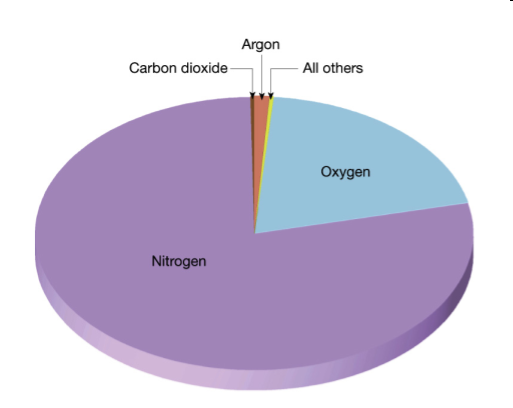 Argon
Carbon dioxide
All others
Oxygen
Nitrogen